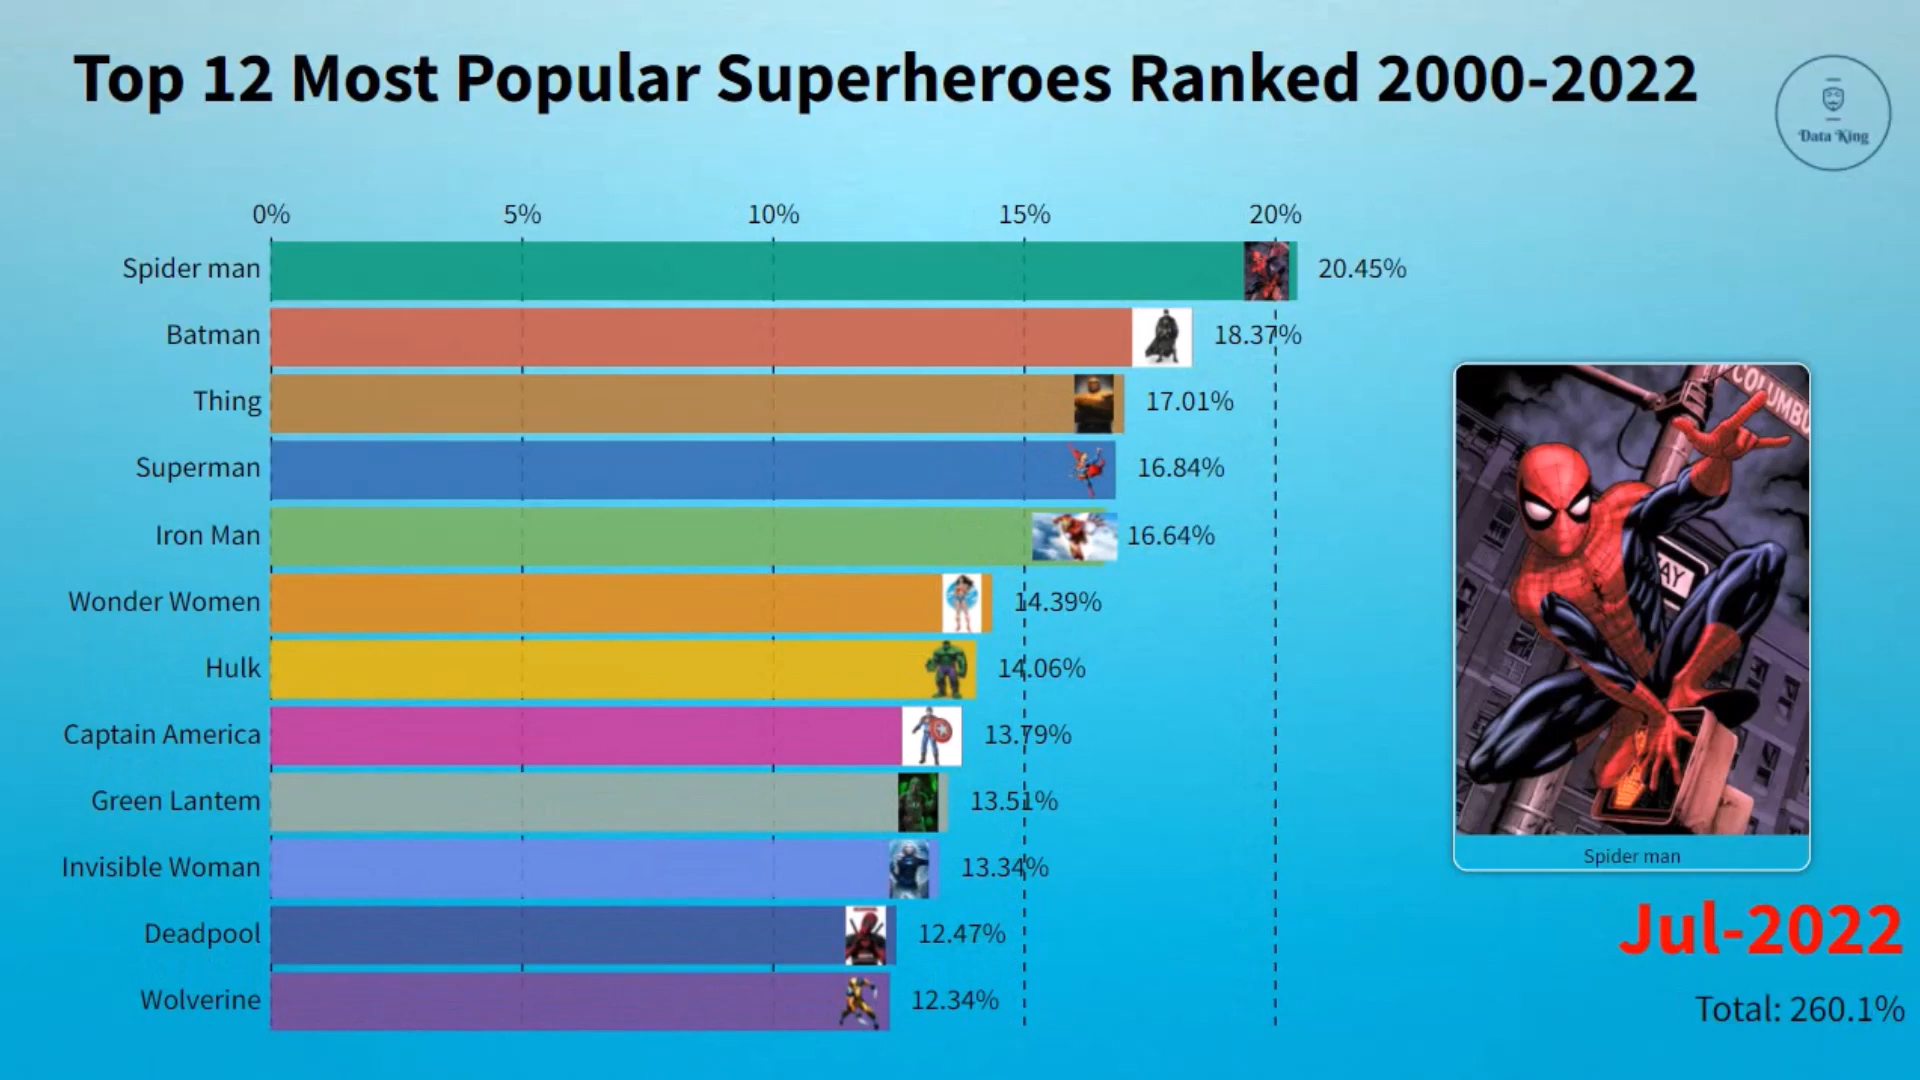 Top 12 Most Popular Superheroes Ranked 2000-2022
Data King
0% 5% 10% 15% 20%
Spider man 20.45%
Batman 18.37%
Thing 17.01%
Superman 16.84%
Iron Man 16.64%
Wonder Women 14.39%
Hulk 14.06%
Captain America 13.79%
Green Lantem 13.51%
Invisible Woman 13.34%
Deadpool 12.47%
Wolverine 12.34%
COLUMBU
AY
Spider man
Jul-2022
Total: 260.1%